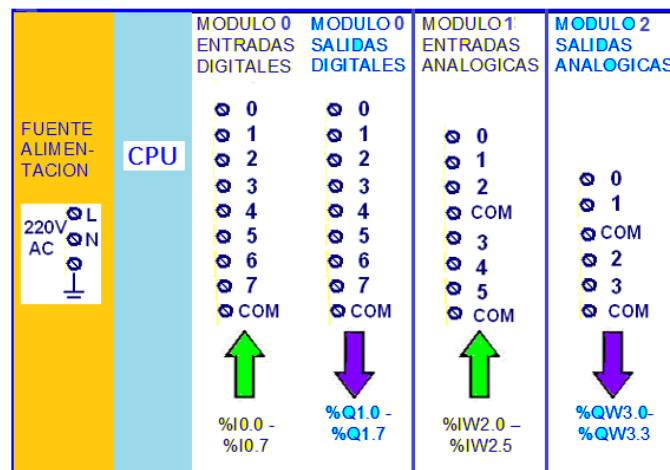 FUENTE
ALIMEN-
TACION
220V
AC
L
N
CPU
MODULO 0
ENTRADAS
DIGITALES
0
1
2
3
4
5
6
7
COM
%I0.0 -
%I0.7
MODULO 0
SALIDAS
DIGITALES
0
1
2
3
4
5
6
7
COM
%Q1.0 -
%Q1.7
MODULO 1
ENTRADAS
ANALOGICAS
0
1
2
COM
3
4
5
COM
%IW2.0 –
%IW2.5
MODULO 2
SALIDAS
ANALOGICAS
0
1
COM
2
3
COM
%QW3.0-
%QW3.3